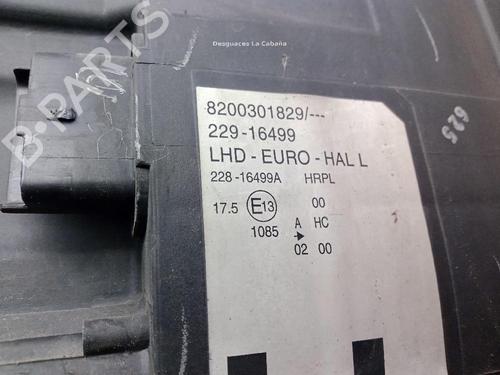 B-PARTS
Desguaces La Cabaña
8200301829/---
229-16499
LHD - EURO - HAL L
228-16499A HRPL
17.5 E13 00
1085 A HC
→ 02 00
625